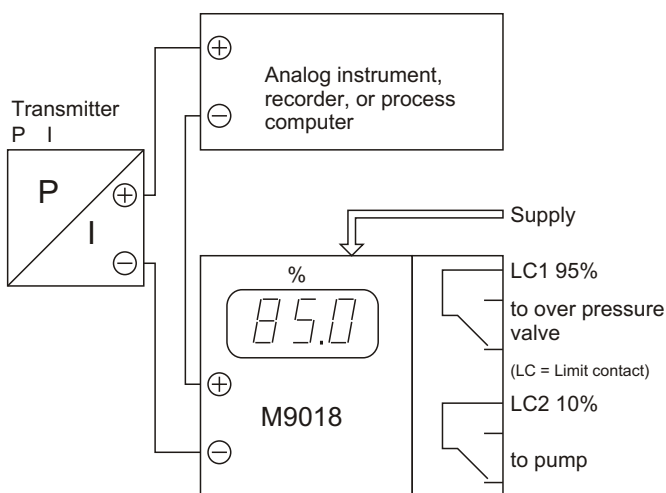 +
−
Analog instrument,
recorder, or process
computer
Transmitter
P I
P
I
+
−
Supply
%
85.0
+
M9018
−
LC1 95%
to over pressure
valve
(LC = Limit contact)
LC2 10%
to pump